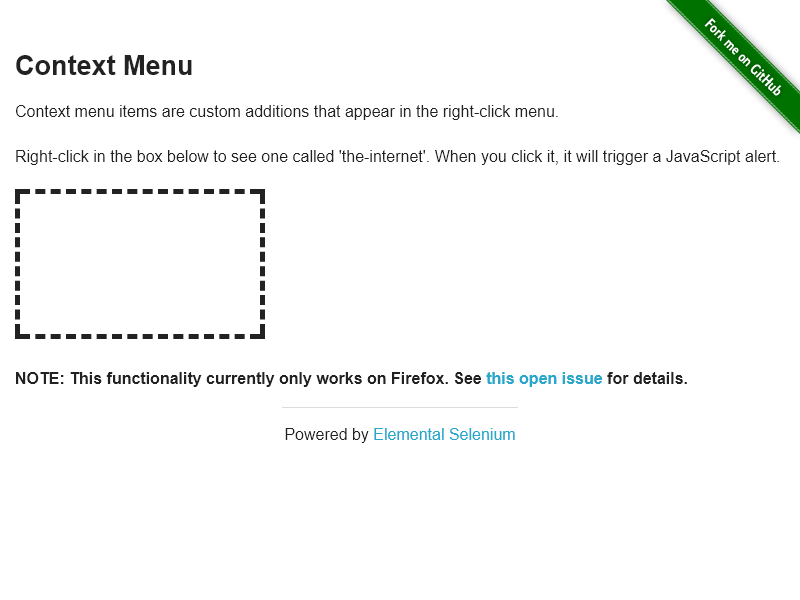 Fork me on GitHub
Context Menu
Context menu items are custom additions that appear in the right-click menu.
Right-click in the box below to see one called 'the-internet'. When you click it, it will trigger a JavaScript alert.
NOTE: This functionality currently only works on Firefox. See this open issue for details.
Powered by Elemental Selenium